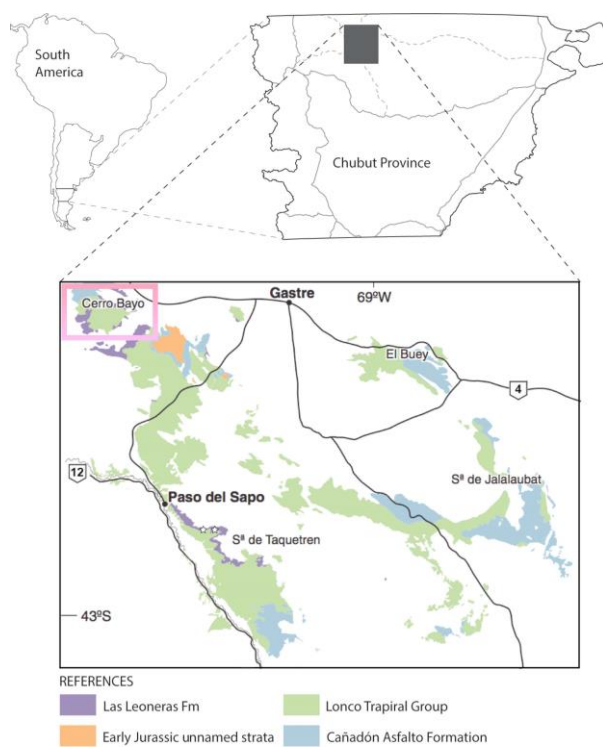 South
America
Chubut Province
Cerro Bayo
Gastre
69ºW
El Buey
4
12
Sª de Jalalaubat
Paso del Sapo
Sª de Taquetren
43ºS
REFERENCES
Las Leoneras Fm
Lonco Trapiral Group
Early Jurassic unnamed strata
Cañadón Asfalto Formation